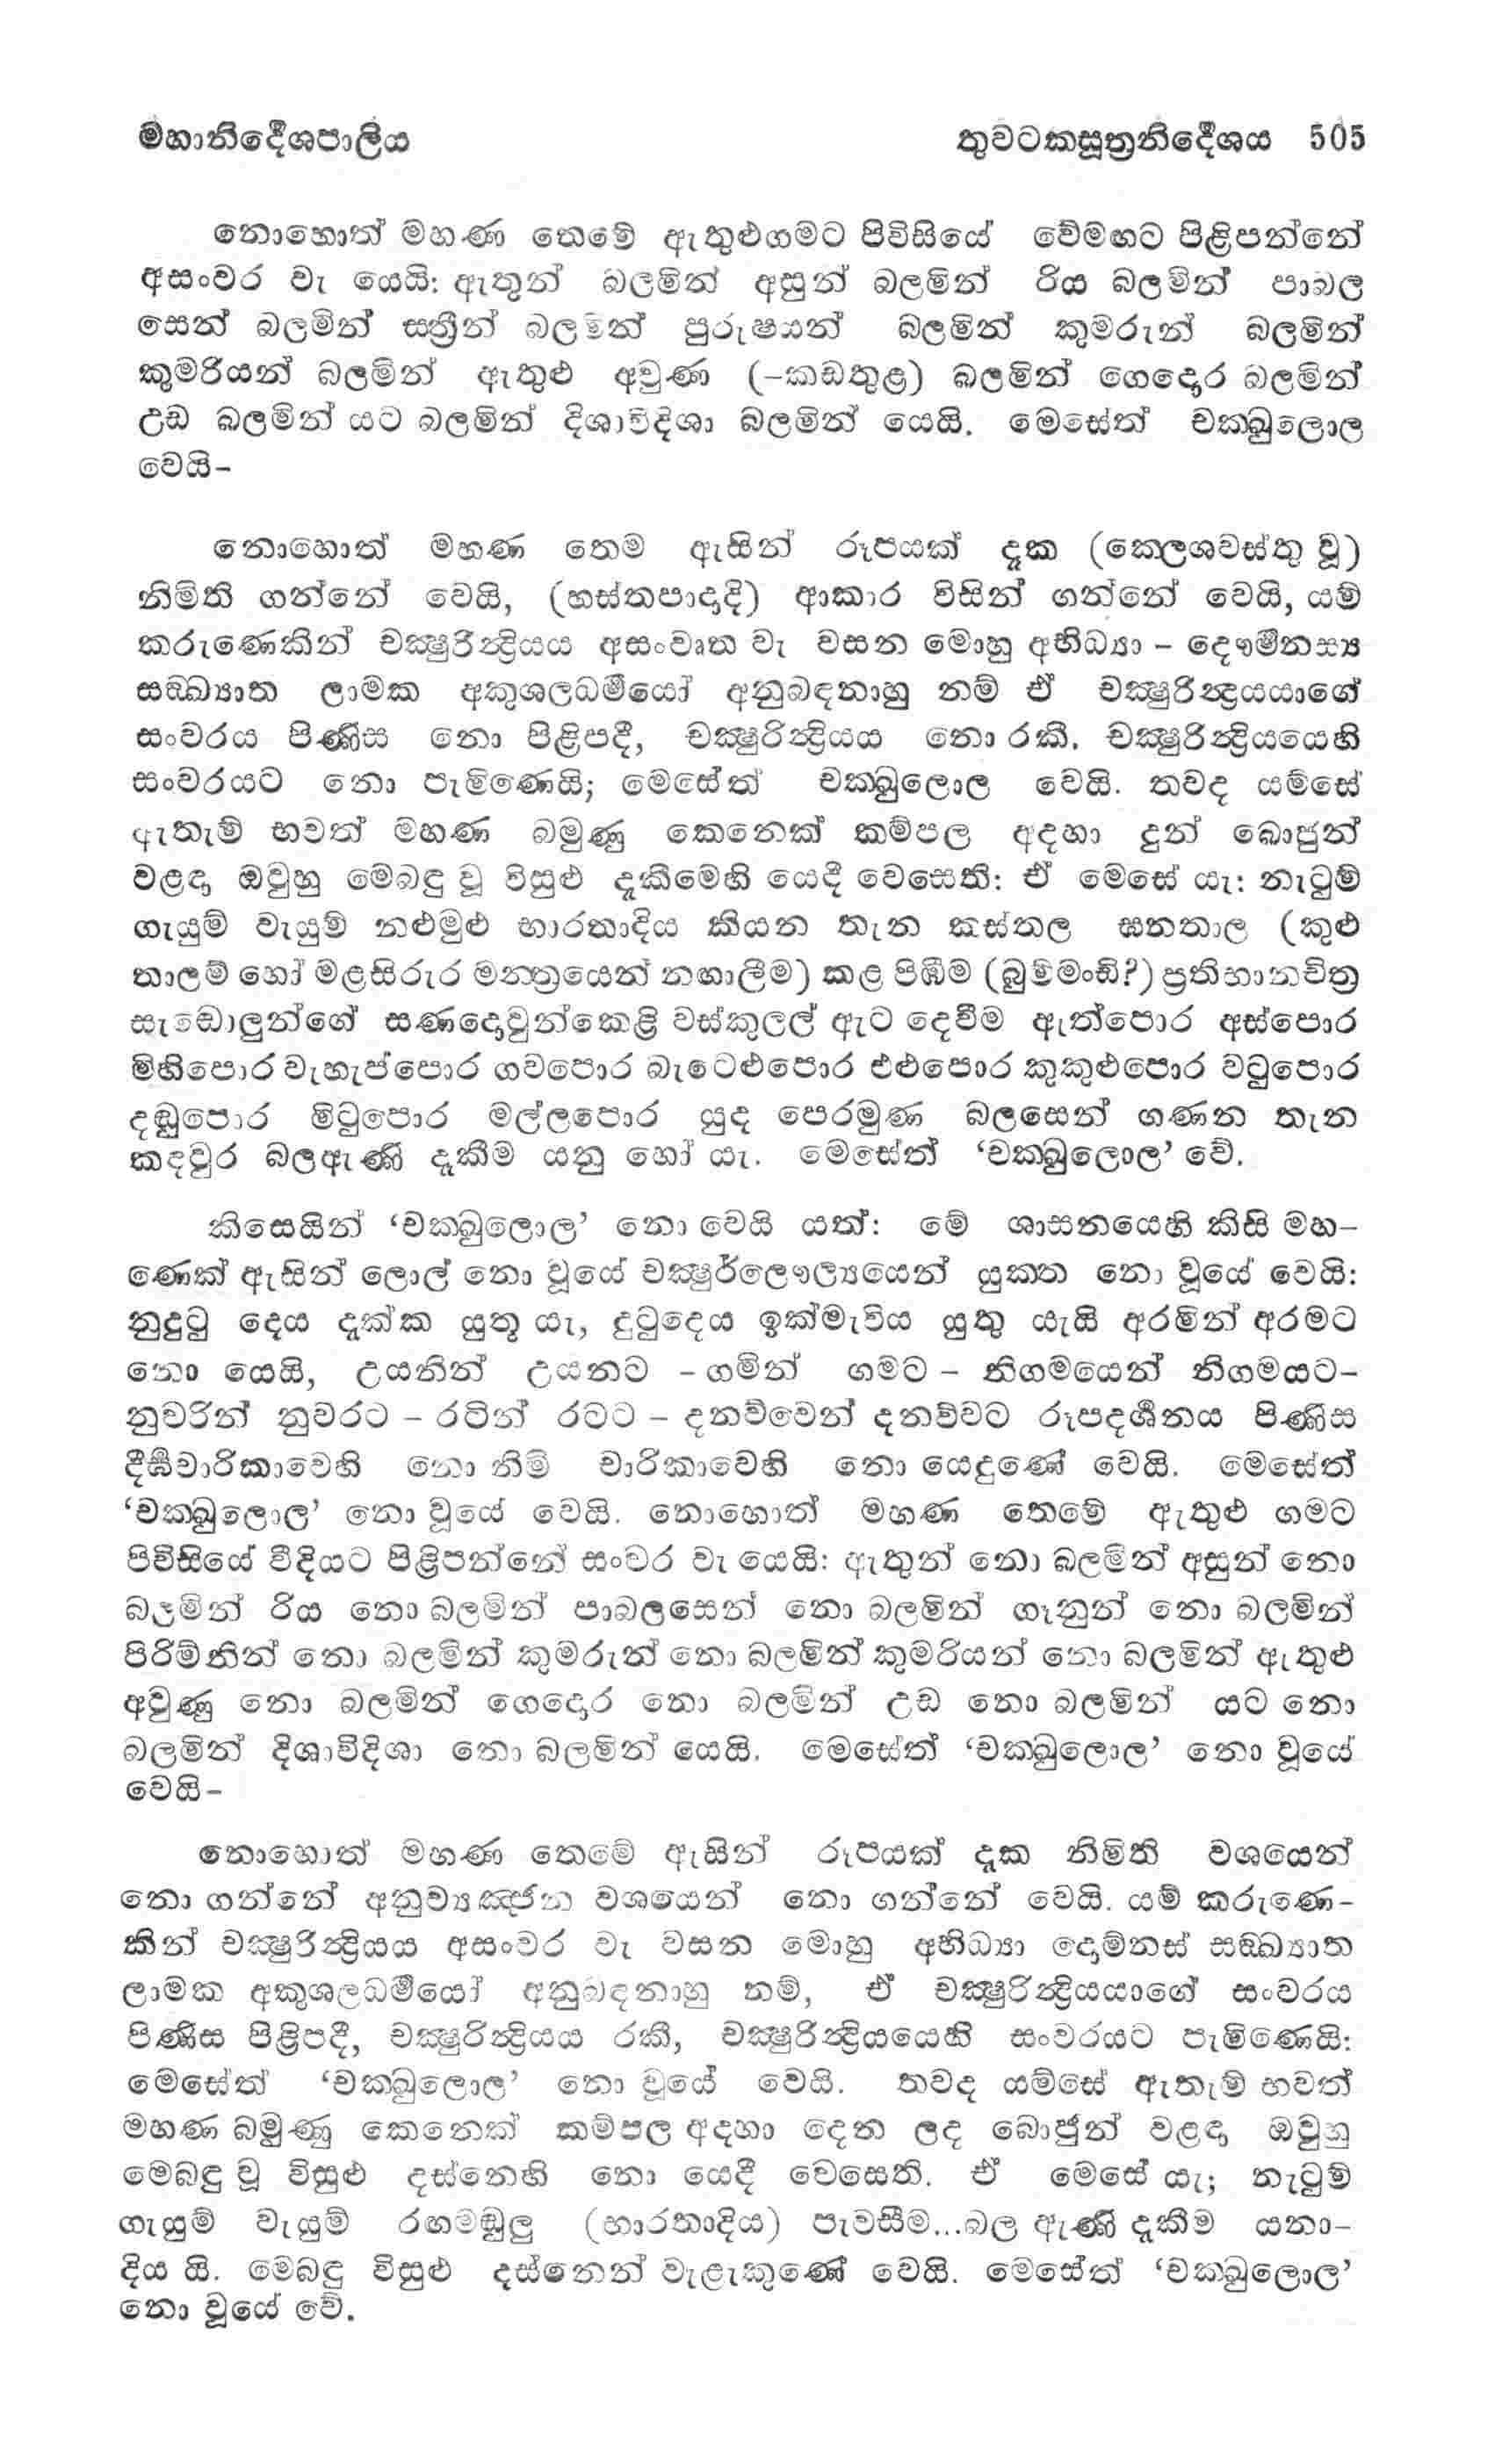 මහානිර්‍දේශපාලිය තුවටකසූත්‍රනිර්‍දේශය 505
නොහොත් මහණ තෙමේ ඇතුළුගමට පිවිසියේ වේමඟට පිළිපන්නේ
අසංවර වැ යෙයි: ඇතුන් බලමින් අසුන් බලමින් රිය බලමින් පාබල
සෙන් බලමින් ස්ත්‍රීන් බලමින් පුරුෂයන් බලමින් කුමරුන් බලමින්
කුමරියන් බලමින් ඇතුළු අවුණ (-කඩතුළ) බලමින් ගෙදොර බලමින්
උඩ බලමින් යට බලමින් දිශාවිදිශා බලමින් යෙයි. මෙසේත් චක්ඛුලොල
වෙයි-
නොහොත් මහණ තෙම ඇසින් රූපයක් දැක (කෙලශවස්තු වූ)
නිමිති ගන්නේ වෙයි, (හස්තපාදාදි) ආකාර විසින් ගන්නේ වෙයි, යම්
කරුණෙකින් චක්ෂුරින්‍ද්‍රියය අසංවෘත වැ වසන මොහු අභිධ්‍යා - දෞර්මනස්‍ය
සඞ්ඛ්‍යාත ලාමක අකුශලධර්‍මයෝ අනුබඳනාහු නම් ඒ චක්ෂුරින්‍ද්‍රයයාගේ
සංවරය පිණිස නො පිළිපදී, චක්ෂුරින්‍ද්‍රියය නො රකී. චක්ෂුරින්‍ද්‍රියයෙහි
සංවරයට නො පැමිණෙයි; මෙසේත් චක්ඛුලොල වෙයි. තවද යම්සේ
ඇතැම් භවත් මහණ බමුණු කෙනෙක් කම්පල අදහා දුන් බොජුන්
වළඳා ඔවුහු මේබඳු වූ විසුළු දැකීමෙහි යෙදී වෙසෙති: ඒ මෙසේ යැ: නැටුම්
ගැයුම් වැයුම් නළුමුළු භාරතාදිය කියන තැන කස්තල ඝනතාල (කුළු
තාලම් හෝ මළසිරුර මන්ත්‍රයෙන් නඟාලීම) කළ පිඹීම (බුම්මංඩි?) ප්‍රතිභානචිත්‍ර
සැඬොලුන්ගේ සණදොවුන්කෙළි වස්කුලල් ඇට දෙවීම ඇත්පොර අස්පොර
මිහිපොර වැහැප්පොර ගවපොර බැටෙළුපොර එළුපොර කුකුළුපොර වටුපොර
දඬුපොර මිටුපොර මල්ලපොර යුද පෙරමුණ බලසෙන් ගණන තැන
කඳවුර බලඇණි දැකීම යනු හෝ යැ. මෙසේත් ‘චක්ඛුලොල’ වේ.
කිසෙයින් ‘චක්ඛුලොල’ නො වෙයි යත්: මේ ශාසනයෙහි කිසි මහ-
ණෙක් ඇසින් ලොල් නො වූයේ චක්ෂුර්ලෞල්‍යයෙන් යුක්ත නො වූයේ වෙයි:
නුදුටු දෙය දැක්ක යුතු යැ, දුටුදෙය ඉක්මැවිය යුතු යැයි අරමින් අරමට
නො යෙයි, උයනින් උයනට - ගමින් ගමට - නිගමයෙන් නිගමයට-
නුවරින් නුවරට - රටින් රටට - දනව්වෙන් දනව්වට රූපදර්‍ශනය පිණිස
දීර්‍ඝචාරිකාවෙහි නො නිම් චාරිකාවෙහි නො යෙදුණේ වෙයි. මෙසේත්
‘චක්ඛුලොල’ නො වූයේ වෙයි. නොහොත් මහණ තෙමේ ඇතුළු ගමට
පිවිසියේ වීදියට පිළිපන්නේ සංවර වැ යෙයි: ඇතුන් නො බලමින් අසුන් නො
බලමින් රිය නො බලමින් පාබලසෙන් නො බලමින් ගෑනුන් නො බලමින්
පිරිම්නින් නො බලමින් කුමරුන් නො බලමින් කුමරියන් නො බලමින් ඇතුළු
අවුණු නො බලමින් ගෙදොර නො බලමින් උඩ නො බලමින් යට නො
බලමින් දිශාවිදිශා නො බලමින් යෙයි. මෙසේත් ‘චක්ඛුලොල’ නො වූයේ
වෙයි-
නොහොත් මහණ තෙමේ ඇසින් රූපයක් දැක නිමිති වශයෙන්
නො ගන්නේ අනුව්‍යඤ්ජන වශයෙන් නො ගන්නේ වෙයි. යම් කරුණෙ-
කින් චක්ෂුරින්‍ද්‍රියය අසංවර වැ වසන මොහු අභිධ්‍යා දොම්නස් සඞ්ඛ්‍යාත
ලාමක අකුශලධර්‍මයෝ අනුබඳනාහු නම්, ඒ චක්ෂුරින්‍ද්‍රියයාගේ සංවරය
පිණිස පිළිපදී, චක්ෂුරින්‍ද්‍රියය රකී, චක්ෂුරින්‍ද්‍රියයෙහි සංවරයට පැමිණෙයි:
මෙසේත් ‘චක්ඛුලොල’ නො වූයේ වෙයි. තවද යම්සේ ඇතැම් භවත්
මහණ බමුණු කෙනෙක් කම්පල අදහා දෙන ලද බොජුන් වළඳා ඔවුහු
මෙබඳු වූ විසුළු දස්නෙහි නො යෙදී වෙසෙති. ඒ මෙසේ යැ; නැටුම්
ගැයුම් වැයුම් රඟමඬුලු (භාරතාදිය) පැවසීම...බල ඇණි දැකීම යනා-
දිය යි. මෙබඳු විසුළු දස්නෙන් වැළැකුණේ වෙයි. මෙසේත් ‘චක්ඛුලොල’
නො වූයේ වේ.